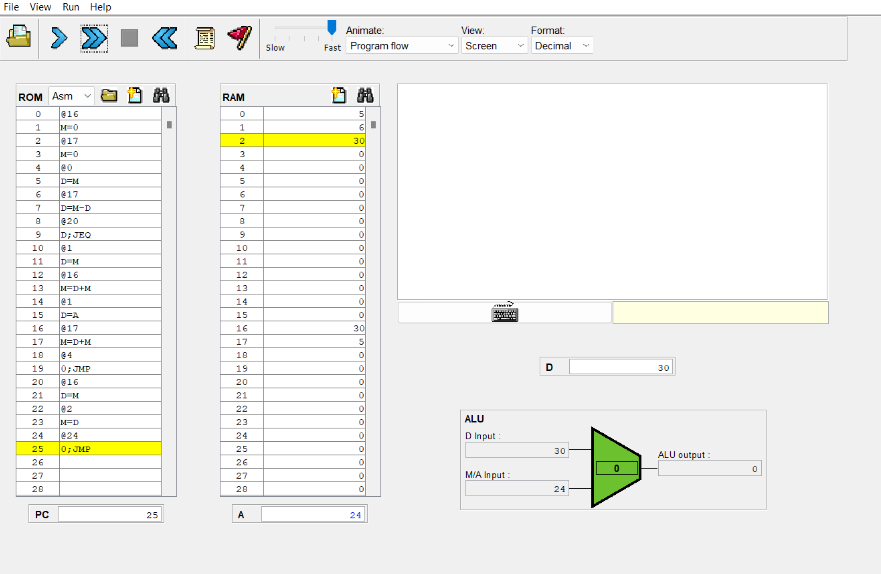 File View Run Help
Animate: View: Format:
Slow Fast Program flow Screen Decimal
ROM Asm
0 @16
1 M=0
2 @17
3 M=0
4 @0
5 D=M
6 @17
7 D=M-D
8 @20
9 D;JEQ
10 @1
11 D=M
12 @16
13 M=D+M
14 @1
15 D=A
16 @17
17 M=D+M
18 @4
19 0;JMP
20 @16
21 D=M
22 @2
23 M=D
24 @24
25 0;JMP
26
27
28
PC 25
RAM
0 5
1 6
2 30
3 0
4 0
5 0
6 0
7 0
8 0
9 0
10 0
11 0
12 0
13 0
14 0
15 0
16 30
17 5
18 0
19 0
20 0
21 0
22 0
23 0
24 0
25 0
26 0
27 0
28 0
A 24
D 30
ALU
D Input :
30
M/A Input :
24
0
ALU output :
0